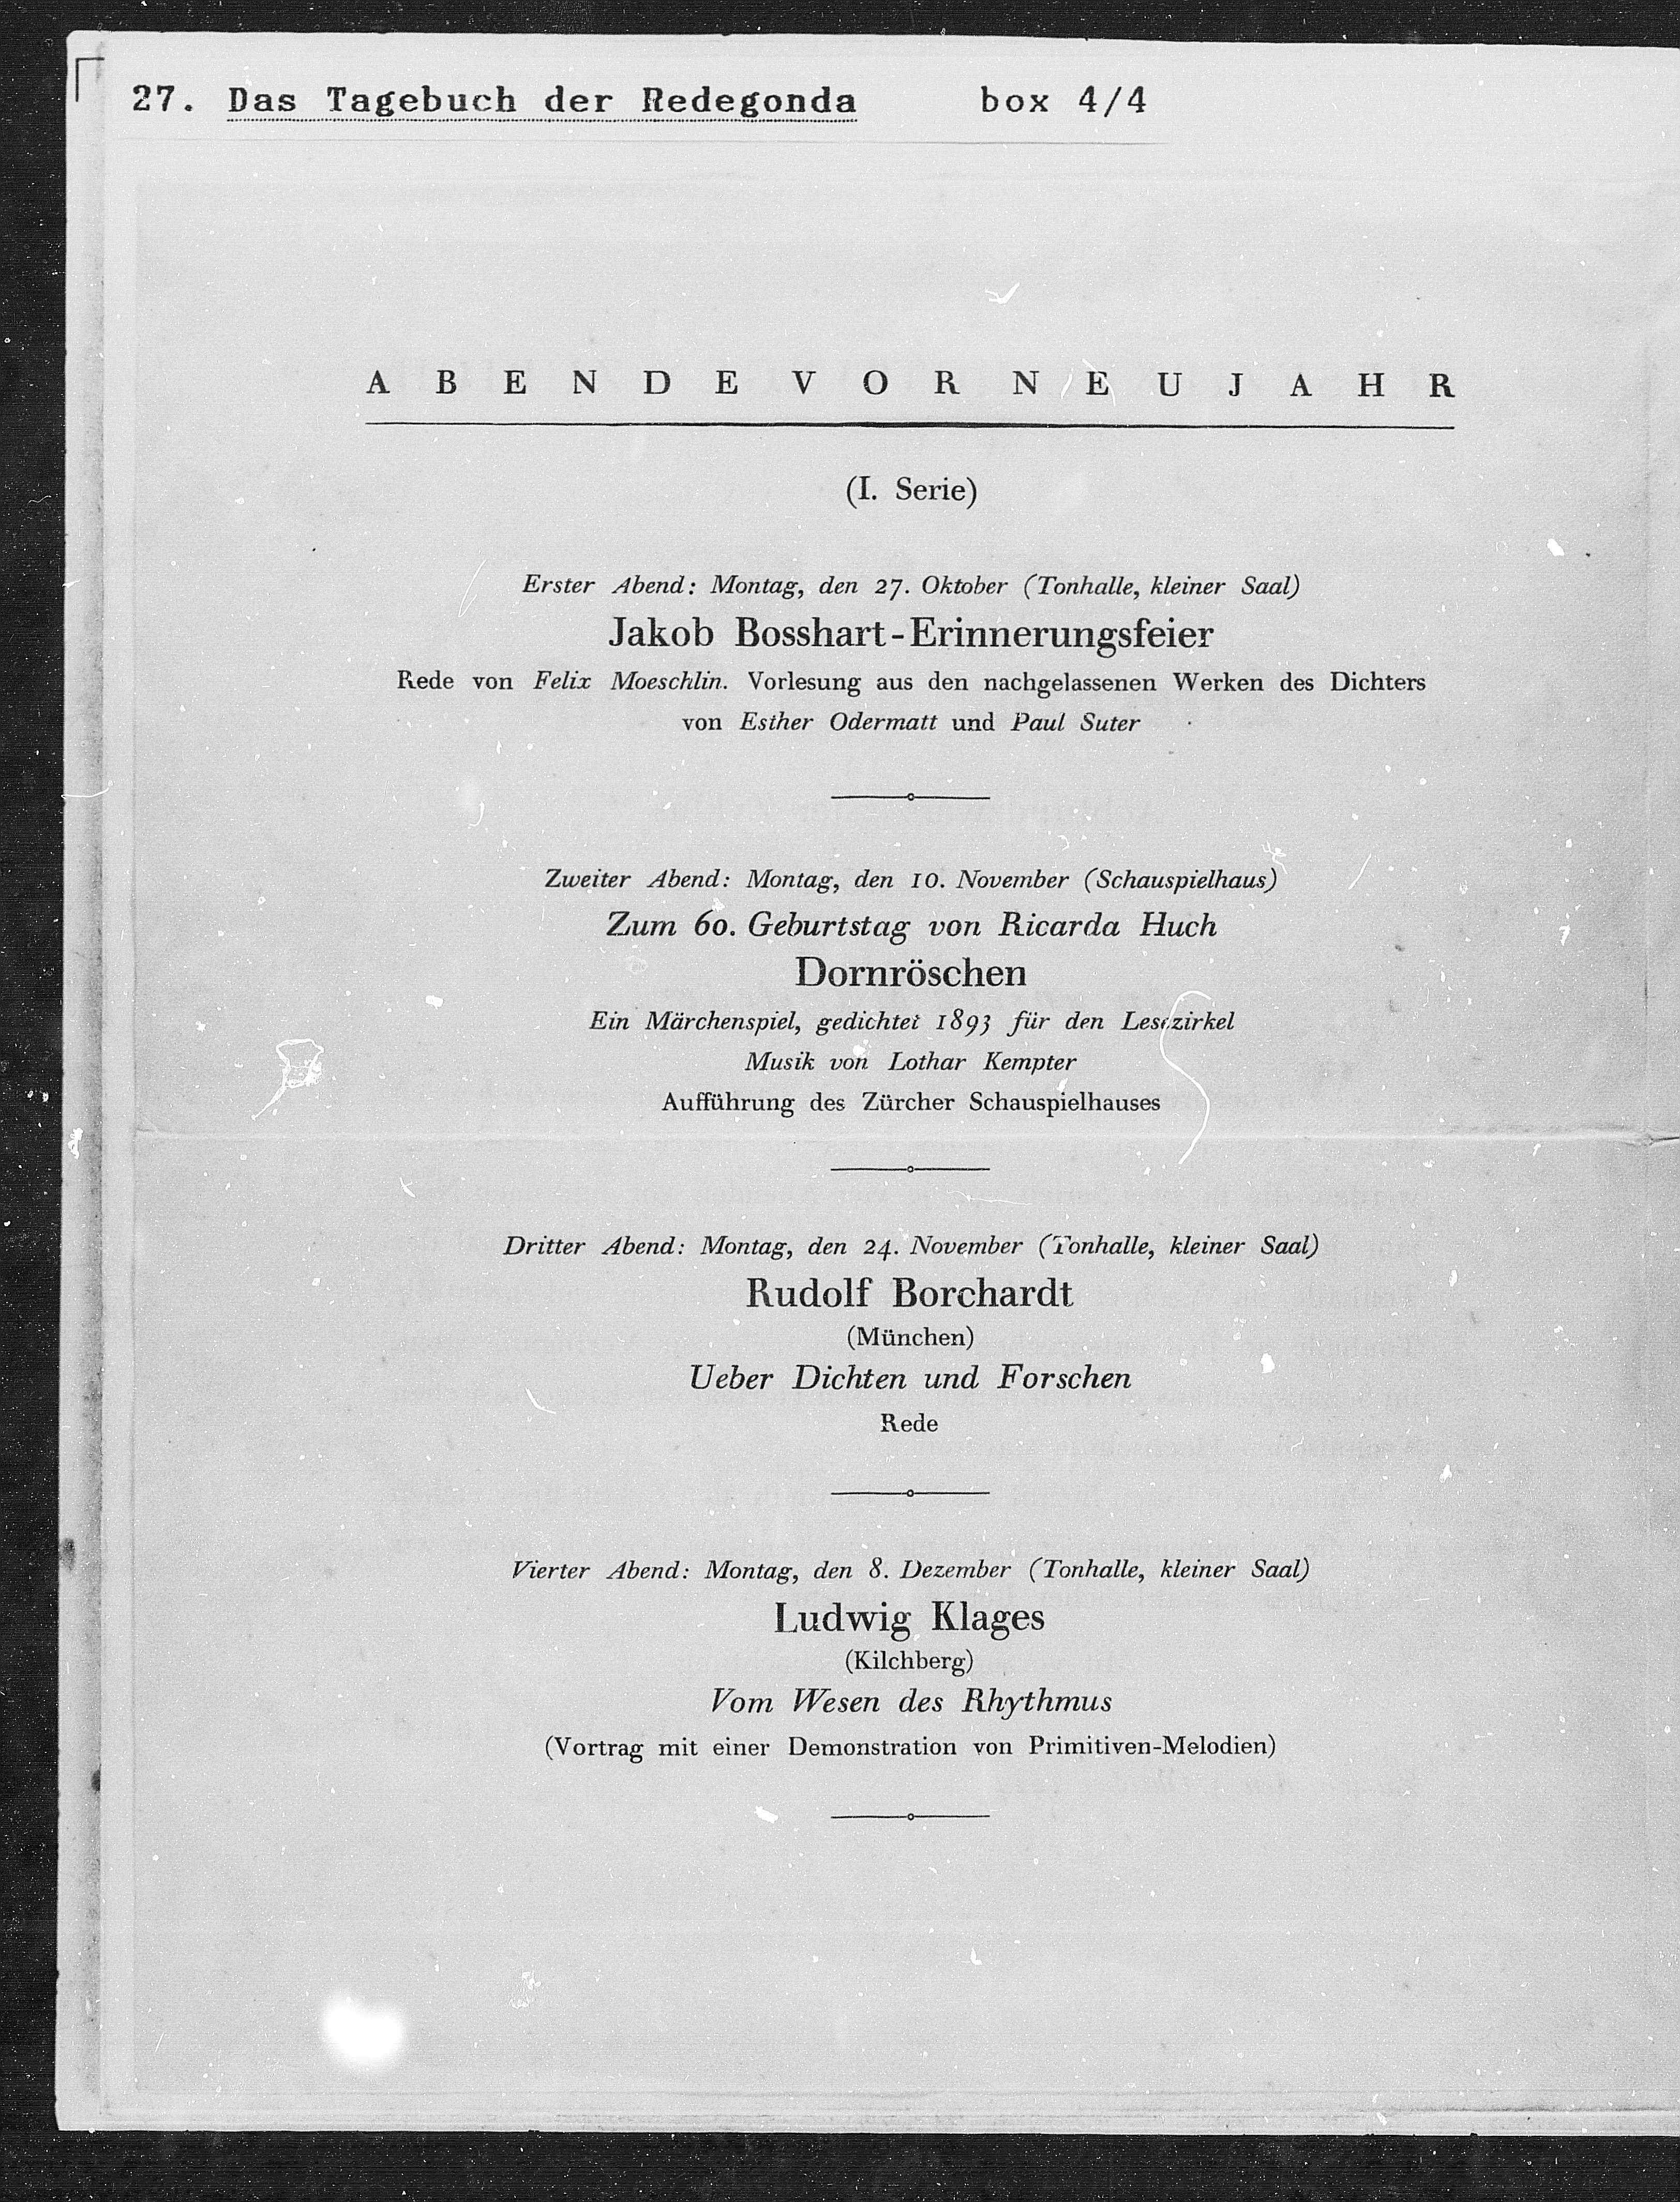 27. Das Tagebuch der Redegonda box 4/4
ABENDE VOR NEUJAHR
(I. Serie)
Erster Abend: Montag, den 27. Oktober (Tonhalle, kleiner Saal)
Jakob Bosshart-Erinnerungsfeier
Rede von Felix Moeschlin. Vorlesung aus den nachgelassenen Werken des Dichters
von Esther Odermatt und Paul Suter
Zweiter Abend: Montag, den 10. November (Schauspielhaus)
Zum 60. Geburtstag von Ricarda Huch
Dornröschen
Ein Märchenspiel, gedichtet 1893 für den Lesezirkel
Musik von Lothar Kempter
Aufführung des Zürcher Schauspielhauses
Dritter Abend: Montag, den 24. November (Tonhalle, kleiner Saal)
Rudolf Borchardt
(München)
Ueber Dichten und Forschen
Rede
Vierter Abend: Montag, den 8. Dezember (Tonhalle, kleiner Saal)
Ludwig Klages
(Kilchberg)
Vom Wesen des Rhythmus
(Vortrag mit einer Demonstration von Primitiven-Melodien)